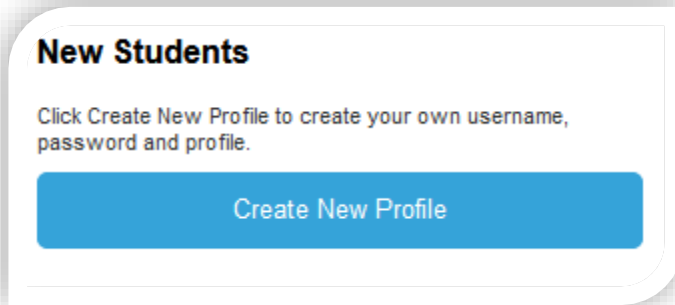 New Students
Click Create New Profile to create your own username,
password and profile.
Create New Profile